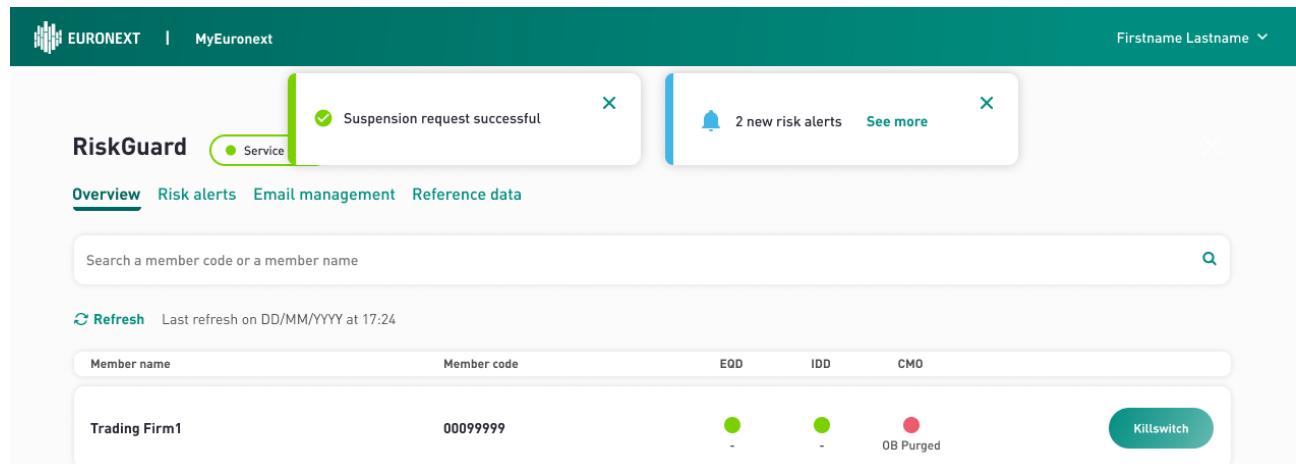 EURONEXT | MyEuronext Firstname Lastname
Suspension request successful
2 new risk alerts See more
RiskGuard Service
Overview Risk alerts Email management Reference data
Search a member code or a member name
Refresh Last refresh on DD/MM/YYYY at 17:24
Member name Member code EQD IDD CMO
Trading Firm1 00099999 Killswitch
- - OB Purged